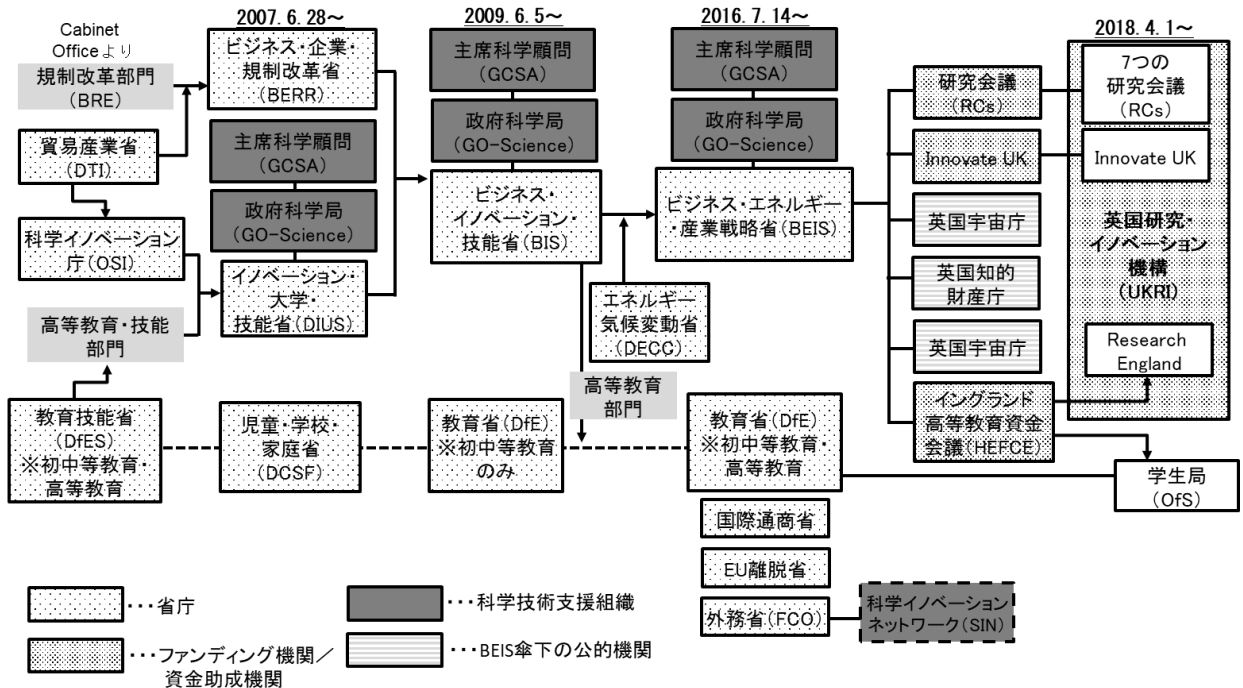 Cabinet
Officeより
規制改革部門
(BRE)
貿易産業省
(DTI)
科学イノベーション
庁(OSI)
高等教育・技能
部門
教育技能省
(DfES)
※初中等教育・
高等教育
2007. 6. 28～
ビジネス・企業・
規制改革省
(BERR)
主席科学顧問
(GCSA)
政府科学局
(GO-Science)
イノベーション・
大学・
技能省(DIUS)
児童・学校・
家庭省
(DCSF)
2009. 6. 5～
主席科学顧問
(GCSA)
政府科学局
(GO-Science)
ビジネス・
イノベーション・
技能省(BIS)
エネルギー
気候変動省
(DECC)
高等教育
部門
教育省(DfE)
※初中等教育
のみ
2016. 7. 14～
主席科学顧問
(GCSA)
政府科学局
(GO-Science)
ビジネス・エネルギー
・産業戦略省(BEIS)
教育省(DfE)
※初中等教育・
高等教育
国際通商省
EU離脱省
外務省(FCO)
科学イノベーション
ネットワーク(SIN)
研究会議
(RCs)
Innovate UK
英国宇宙庁
英国知的
財産庁
英国宇宙庁
イングランド
高等教育資金
会議(HEFCE)
2018. 4. 1～
7つの
研究会議
(RCs)
Innovate UK
英国研究・
イノベーション
機構
(UKRI)
Research
England
学生局
(OfS)
・・・省庁
・・・ファンディング機関／
資金助成機関
・・・科学技術支援組織
・・・BEIS傘下の公的機関